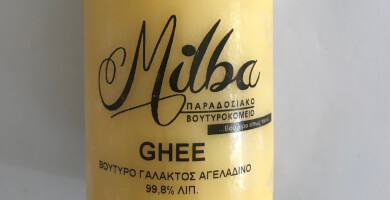 Milba
ΠΑΡΑΔΟΣΙΑΚΟ
ΒΟΥΤΥΡΟΚΟΜΕΙΟ
GHEE
ΒΟΥΤΥΡΟ ΓΑΛΑΚΤΟΣ ΑΓΕΛΑΔΙΝΟ
99,8% ΛΙΠ.